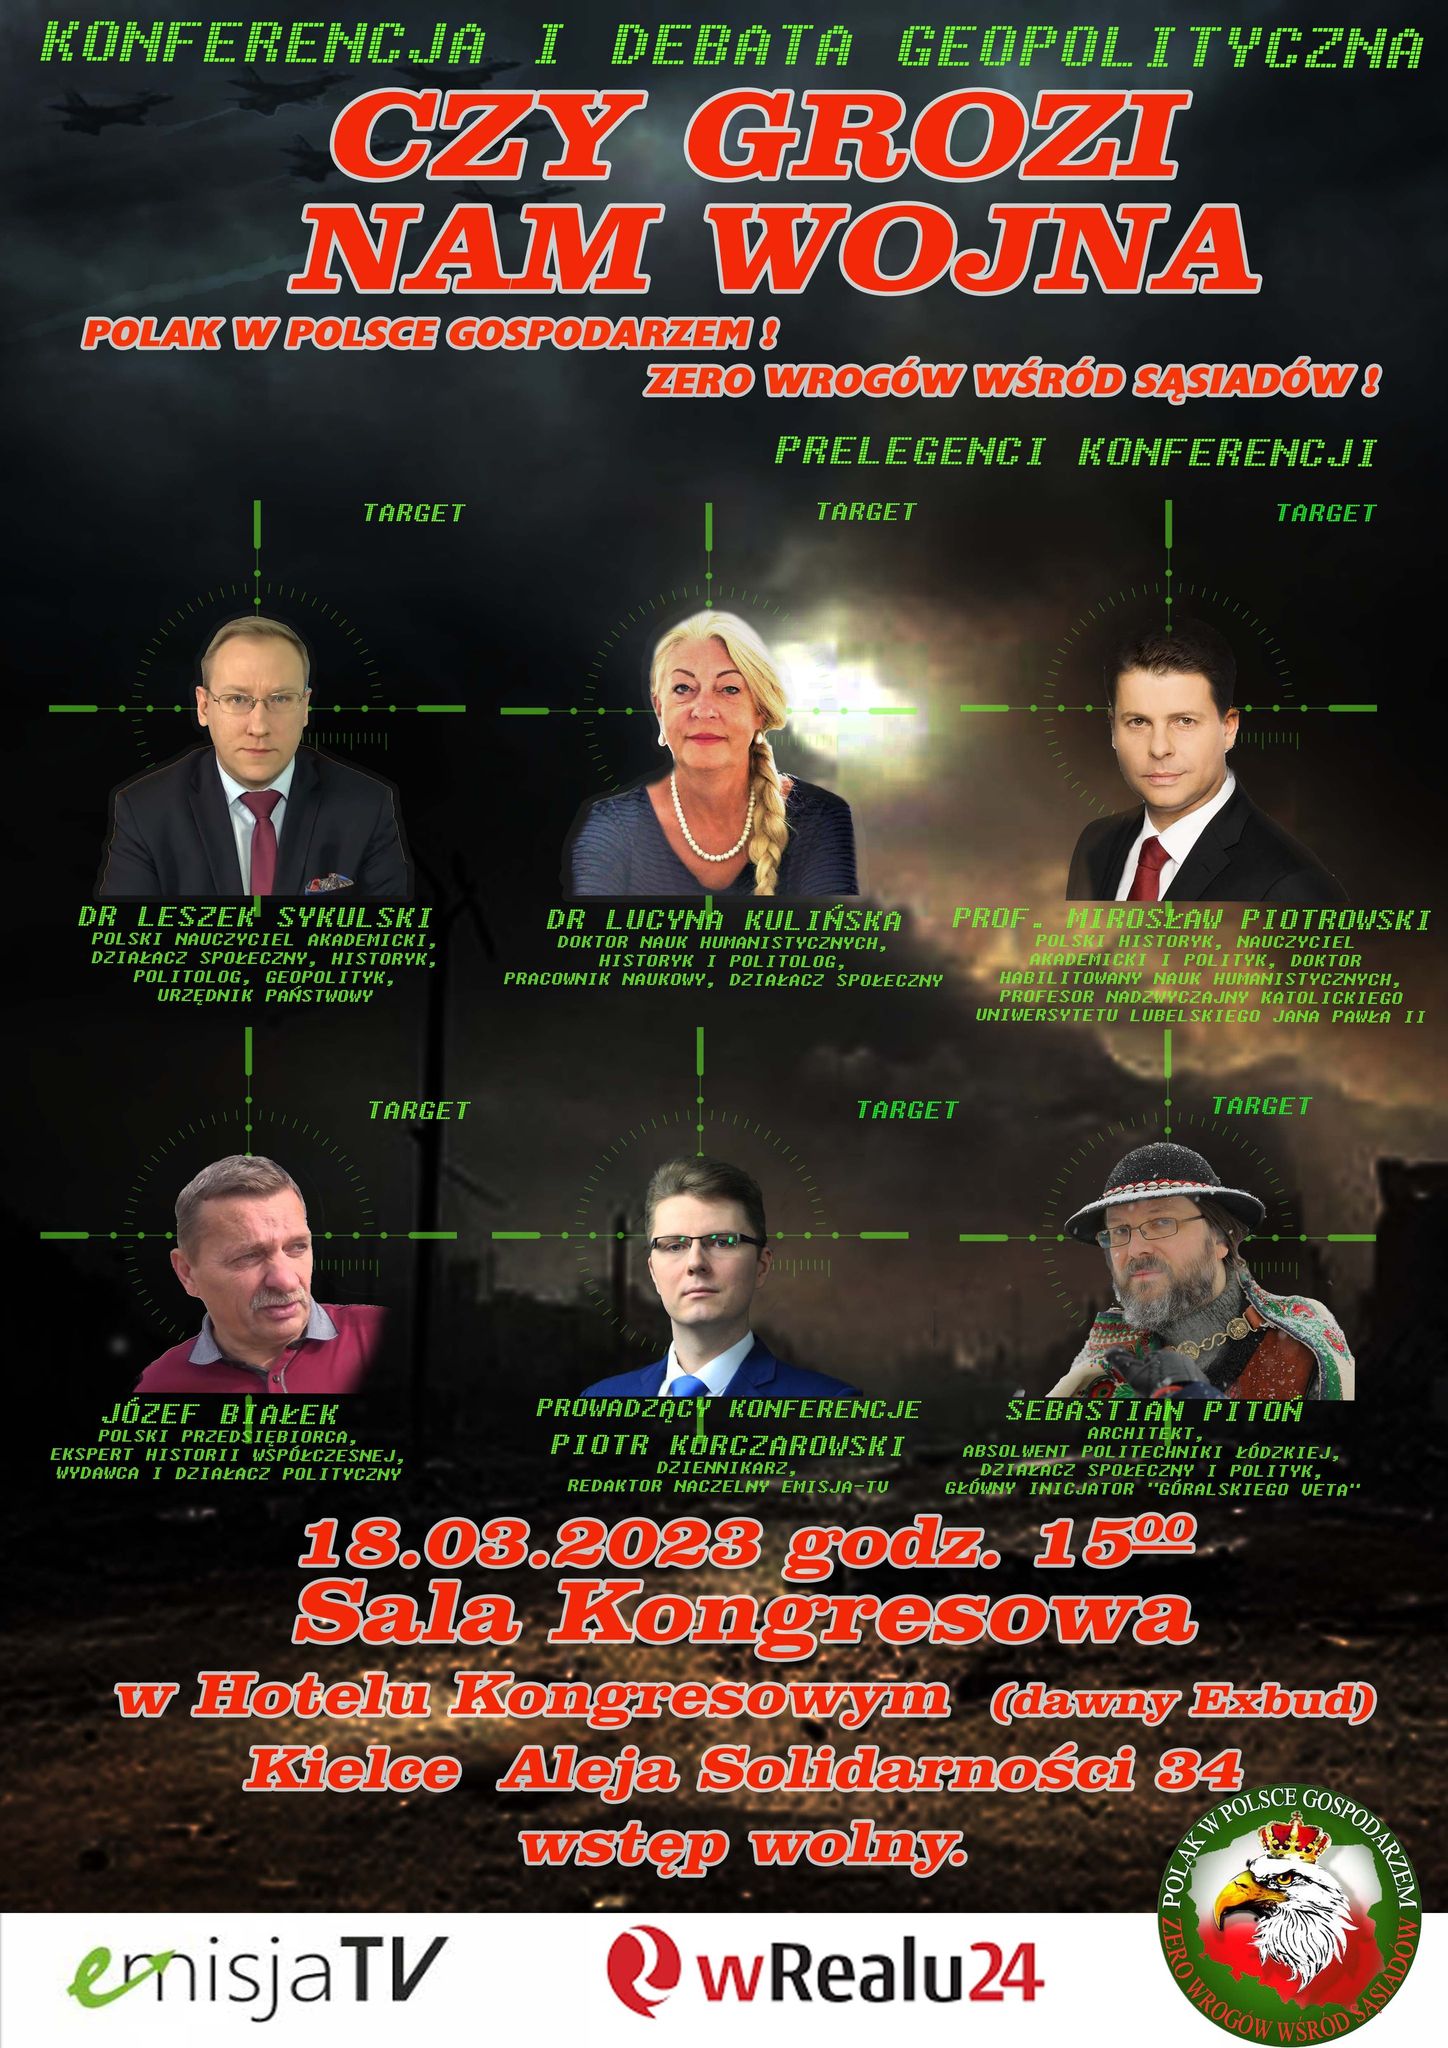 KONFERENCJA I DEBATA GEOPOLITYCZNA
CZY GROZI
NAM WOJNA
POLAK W POLSCE GOSPODARZEM !
ZERO WROGÓW WŚRÓD SĄSIADÓW !
PRELEGENCI KONFERENCJI
TARGET
DR LESZEK SYKULSKI
POLSKI NAUCZYCIEL AKADEMICKI,
DZIAŁACZ SPOŁECZNY, HISTORYK,
POLITOLOG, GEOPOLITYK,
URZĘDNIK PAŃSTWOWY
TARGET
DR LUCYNA KULIŃSKA
DOKTOR NAUK HUMANISTYCZNYCH,
HISTORYK I POLITOLOG,
PRACOWNIK NAUKOWY, DZIAŁACZ SPOŁECZNY
TARGET
PROF. MIROSŁAW PIOTROWSKI
POLSKI HISTORYK, NAUCZYCIEL
AKADEMICKI I POLITYK, DOKTOR
HABILITOWANY NAUK HUMANISTYCZNYCH,
PROFESOR NADZWYCZAJNY KATOLICKIEGO
UNIWERSYTETU LUBELSKIEGO JANA PAWŁA II
TARGET
JÓZEF BIAŁEK
POLSKI PRZEDSIĘBIORCA,
EKSPERT HISTORII WSPÓŁCZESNEJ,
WYDAWCA I DZIAŁACZ POLITYCZNY
TARGET
PROWADZĄCY KONFERENCJE
PIOTR KORCZAROWSKI
DZIENNIKARZ,
REDAKTOR NACZELNY EMISJA-TV
TARGET
SEBASTIAN PITOŃ
ARCHITEKT,
ABSOLWENT POLITECHNIKI ŁÓDZKIEJ,
DZIAŁACZ SPOŁECZNY I POLITYK,
GŁÓWNY INICJATOR "GÓRALSKIEGO VETA"
18.03.2023 godz. 15⁰⁰
Sala Kongresowa
w Hotelu Kongresowym (dawny Exbud)
Kielce Aleja Solidarności 34
wstęp wolny.
emisjaTV
wRealu24
POLAK W POLSCE GOSPODARZEM
ZERO WROGÓW WŚRÓD SĄSIADÓW